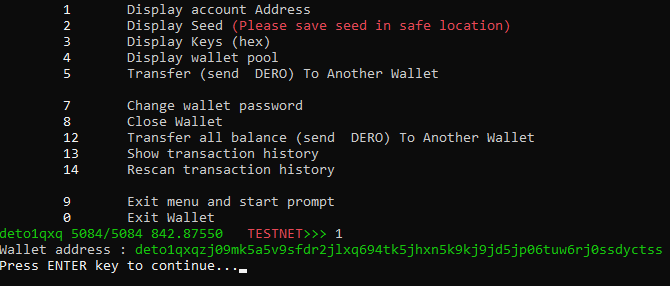 1 Display account Address
2 Display Seed (Please save seed in safe location)
3 Display Keys (hex)
4 Display wallet pool
5 Transfer (send DERO) To Another Wallet
7 Change wallet password
8 Close Wallet
12 Transfer all balance (send DERO) To Another Wallet
13 Show transaction history
14 Rescan transaction history
9 Exit menu and start prompt
0 Exit Wallet
deto1qxq 5084/5084 842.87550 TESTNET>>> 1
Wallet address : deto1qxqzj09mk5a5v9sfdr2jlxq694tk5jhxn5k9kj9jd5jp06tuw6rj0ssdyctss
Press ENTER key to continue...